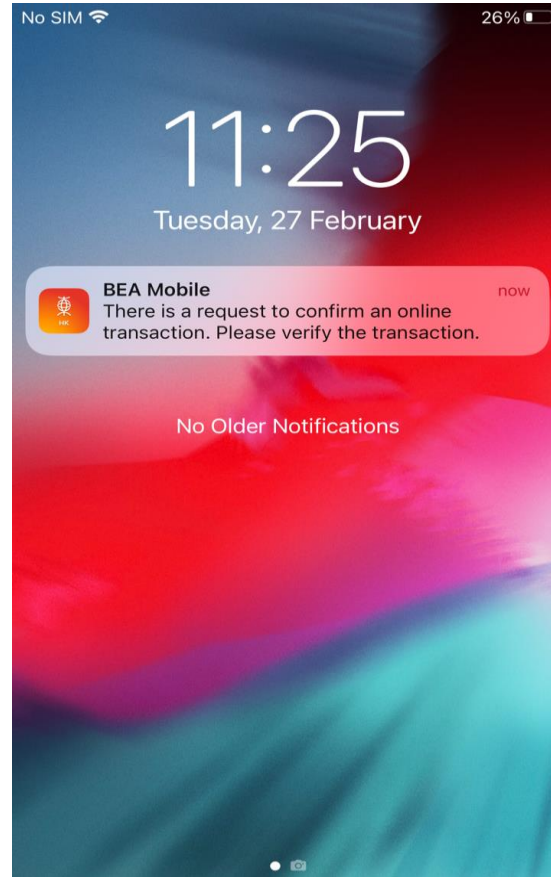 No SIM 26%
11:25
Tuesday, 27 February
BEA Mobile now
There is a request to confirm an online
transaction. Please verify the transaction.
HK
No Older Notifications